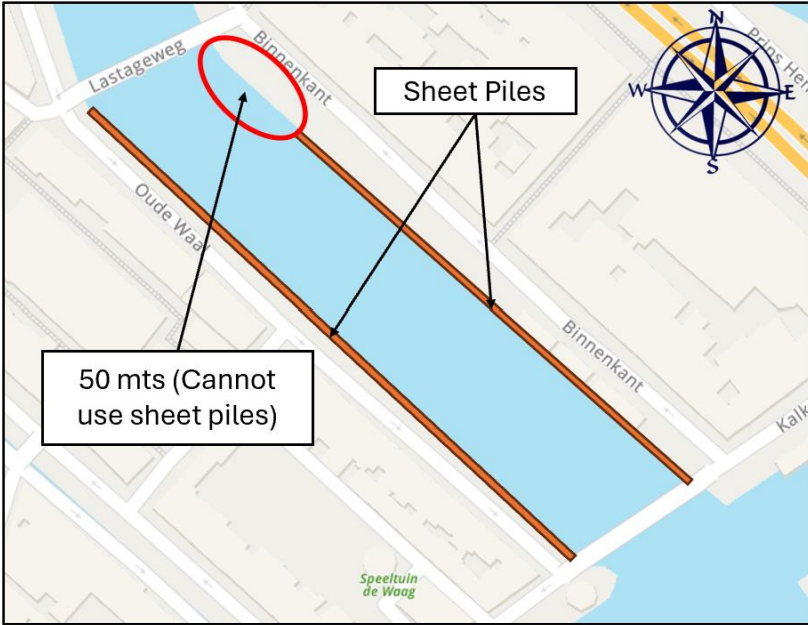 N
Prins He
W
E
S
Lastageweg
Binnenkant
Sheet Piles
Oude Waal
Binnenkant
50 mts (Cannot
use sheet piles)
Kalk
Speeltuin
de Waag